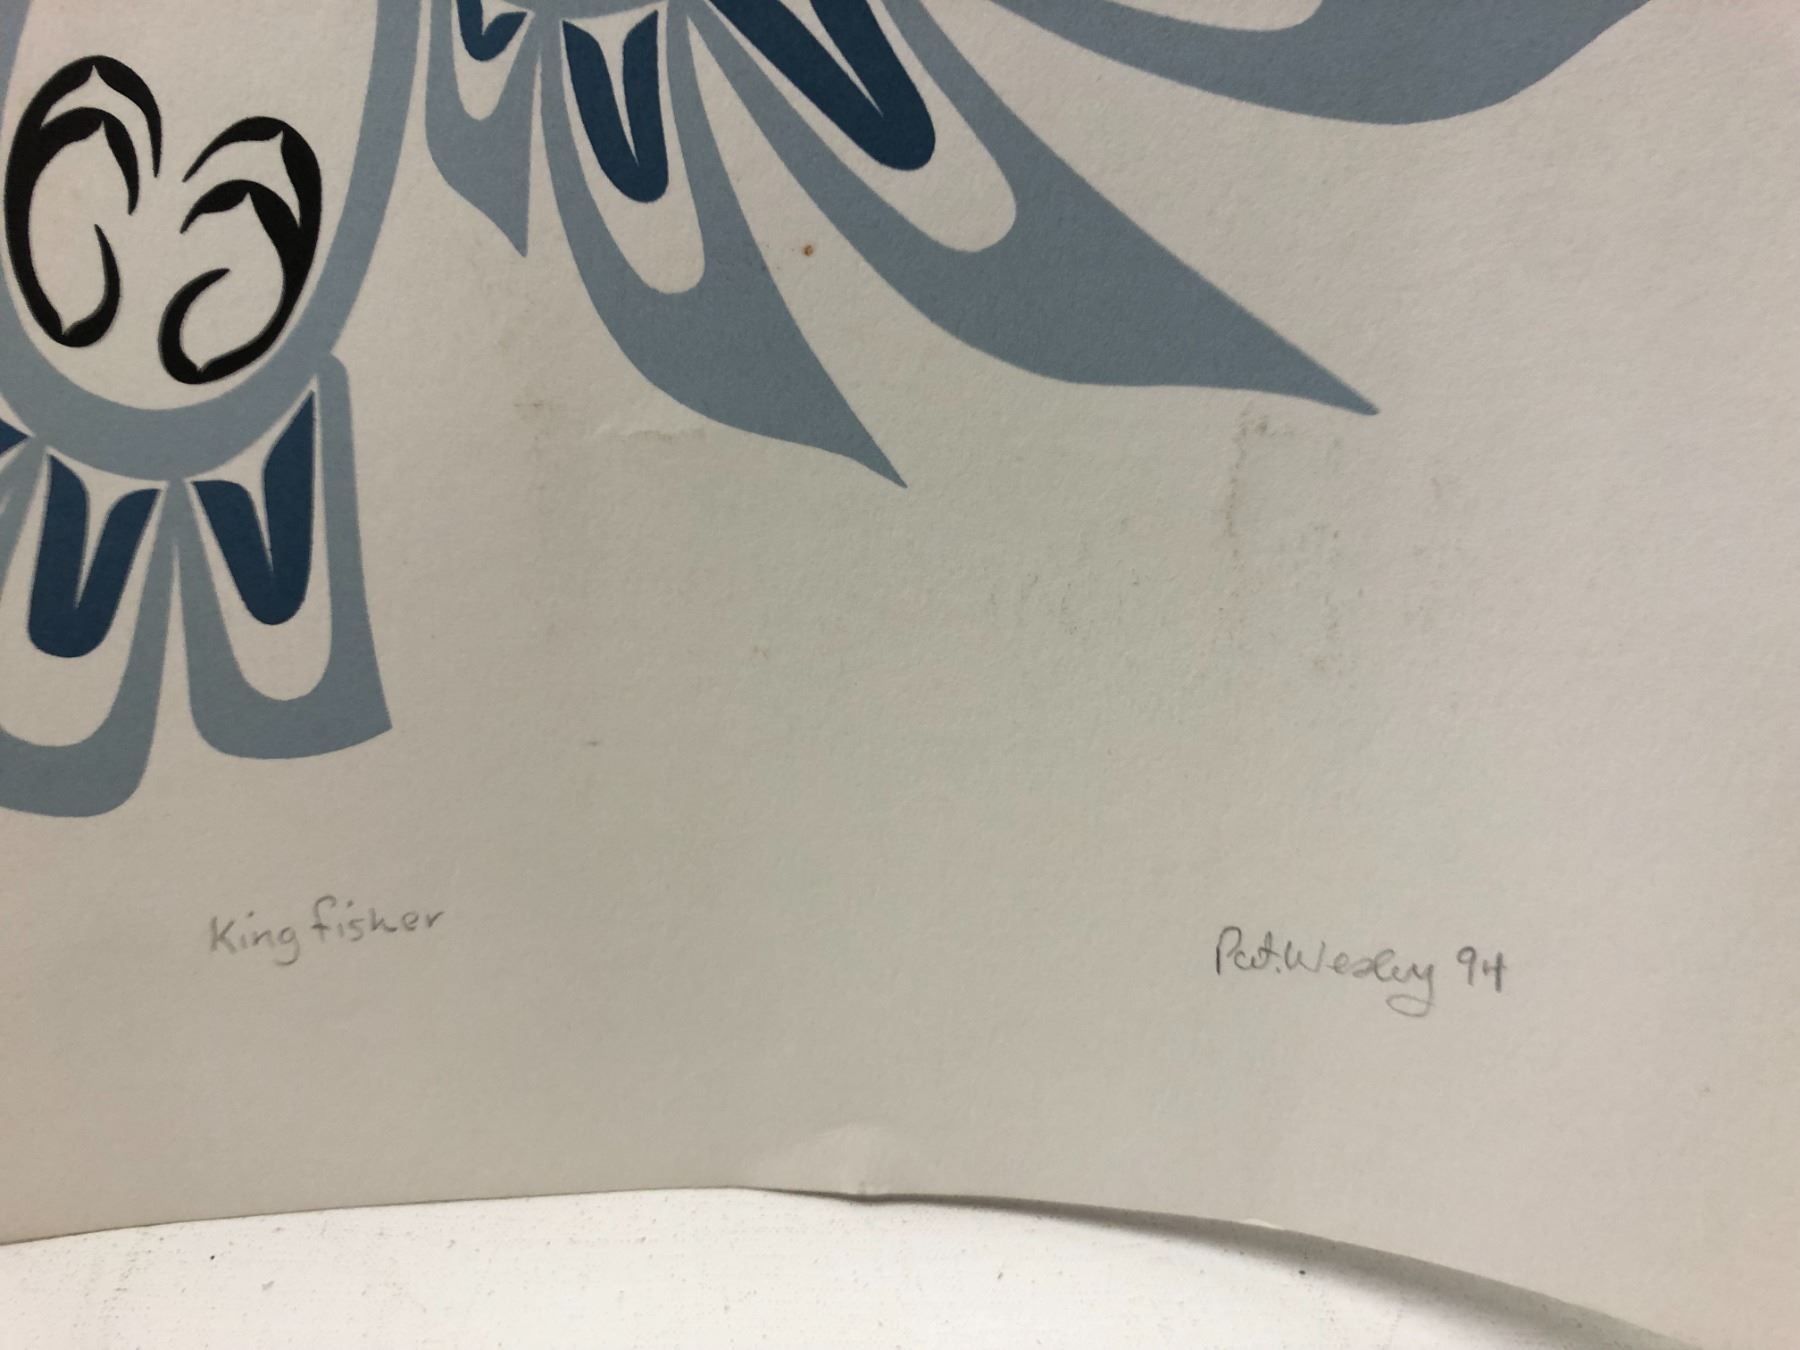 King fisher
Pat. Wesley 94